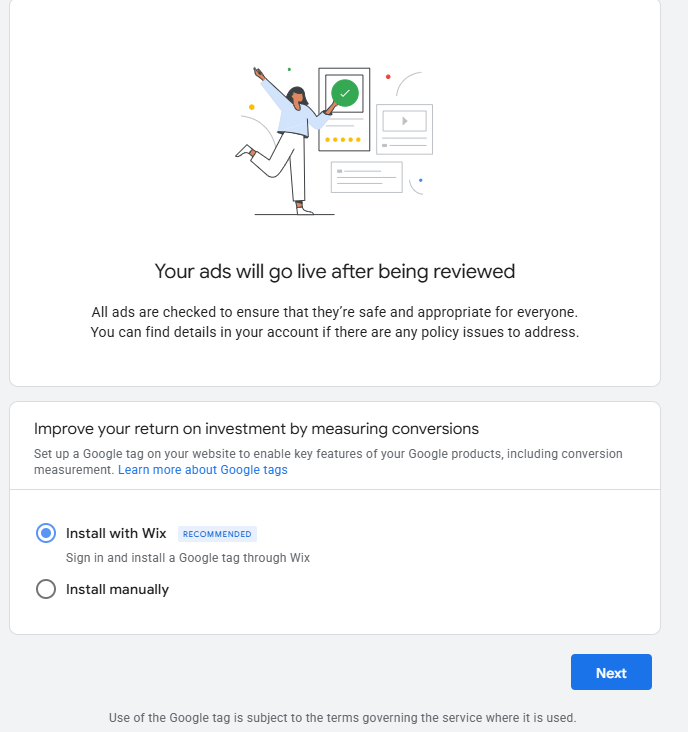 Your ads will go live after being reviewed
All ads are checked to ensure that they're safe and appropriate for everyone.
You can find details in your account if there are any policy issues to address.
Improve your return on investment by measuring conversions
Set up a Google tag on your website to enable key features of your Google products, including conversion
measurement. Learn more about Google tags
Install with Wix RECOMMENDED
Sign in and install a Google tag through Wix
Install manually
Next
Use of the Google tag is subject to the terms governing the service where it is used.